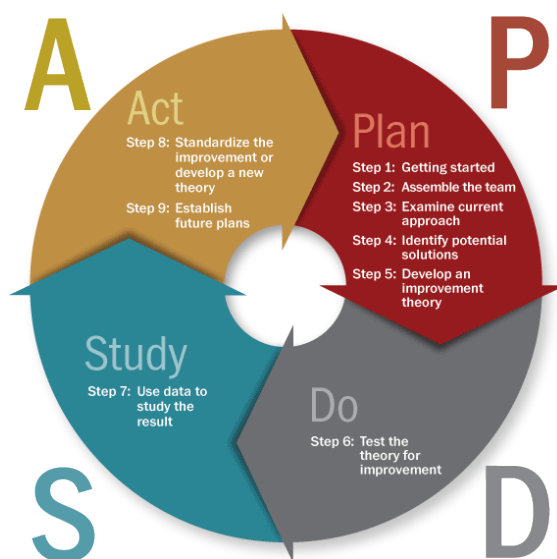 A
P
Act
Step 8: Standardize the
improvement or
develop a new
theory
Step 9: Establish
future plans
Plan
Step 1: Getting started
Step 2: Assemble the team
Step 3: Examine current
approach
Step 4: Identify potential
solutions
Step 5: Develop an
improvement
theory
Study
Step 7: Use data to
study the
result
Do
Step 6: Test the
theory for
improvement
S
D